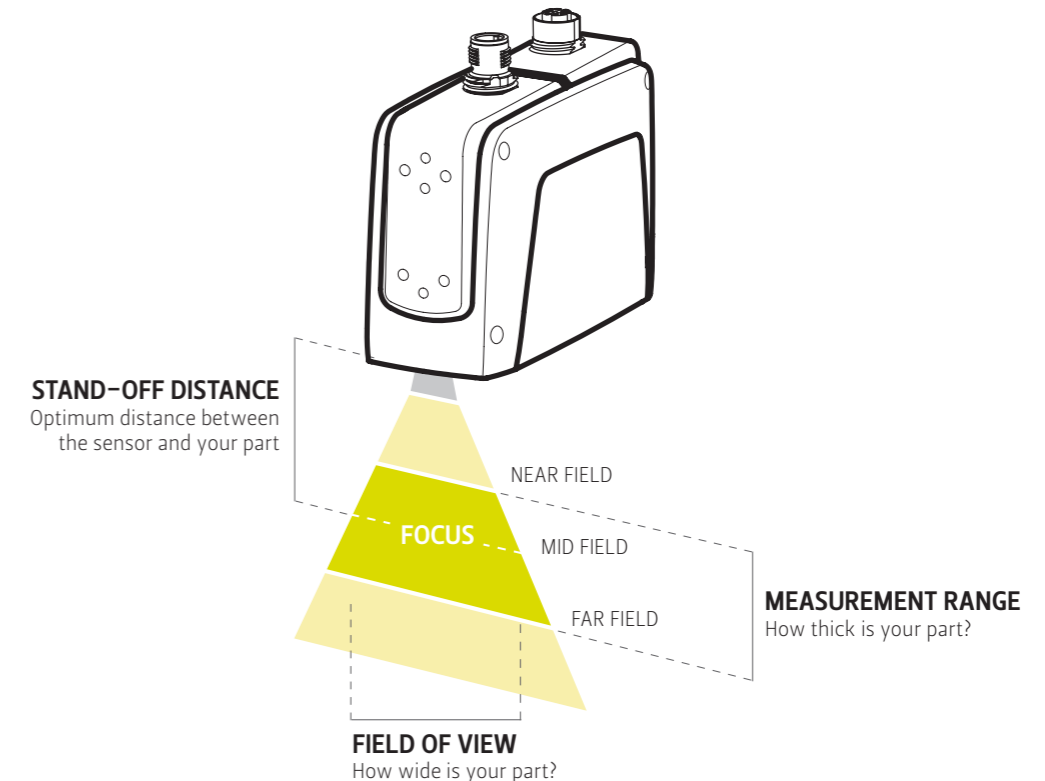 STAND-OFF DISTANCE
Optimum distance between
the sensor and your part
NEAR FIELD
FOCUS
MID FIELD
FAR FIELD
MEASUREMENT RANGE
How thick is your part?
FIELD OF VIEW
How wide is your part?